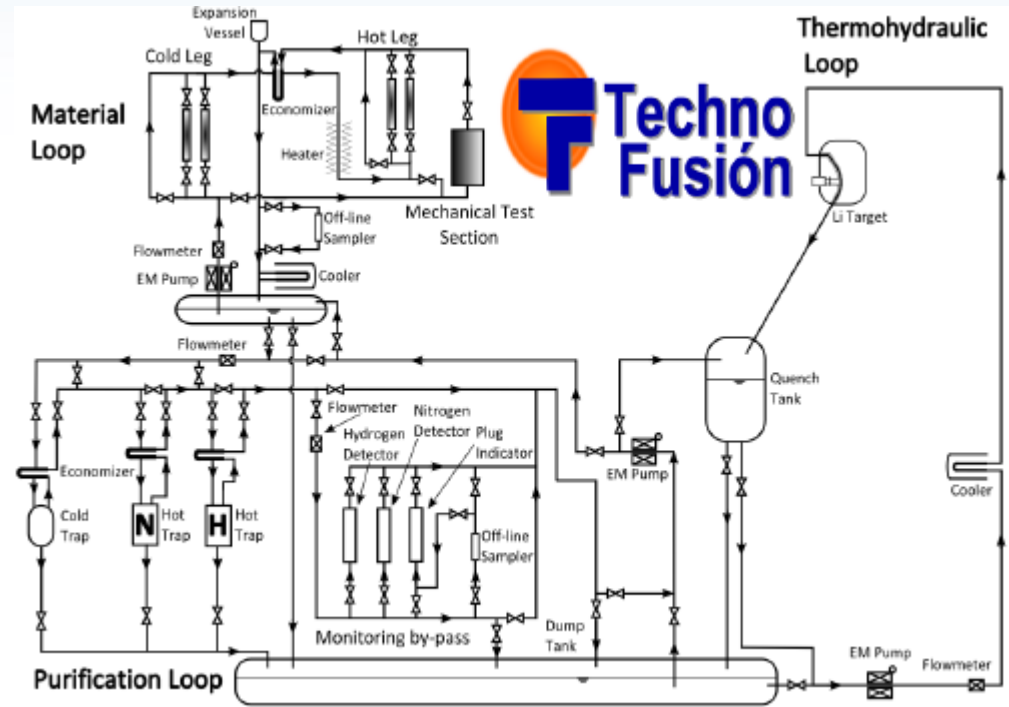 Expansion
Vessel
Cold Leg
Hot Leg
Material
Loop
Economizer
Heater
Mechanical Test
Section
Off-line
Sampler
Flowmeter
EM Pump
Cooler
Techno
Fusión
Thermohydraulic
Loop
Li Target
Quench
Tank
Cooler
EM Pump
Flowmeter
Flowmeter
Economizer
Cold
Trap
N
Hot
Trap
H
Hot
Trap
Flowmeter
Hydrogen
Detector
Nitrogen
Detector
Plug
Indicator
Off-line
Sampler
Monitoring by-pass
EM Pump
Dump
Tank
Purification Loop